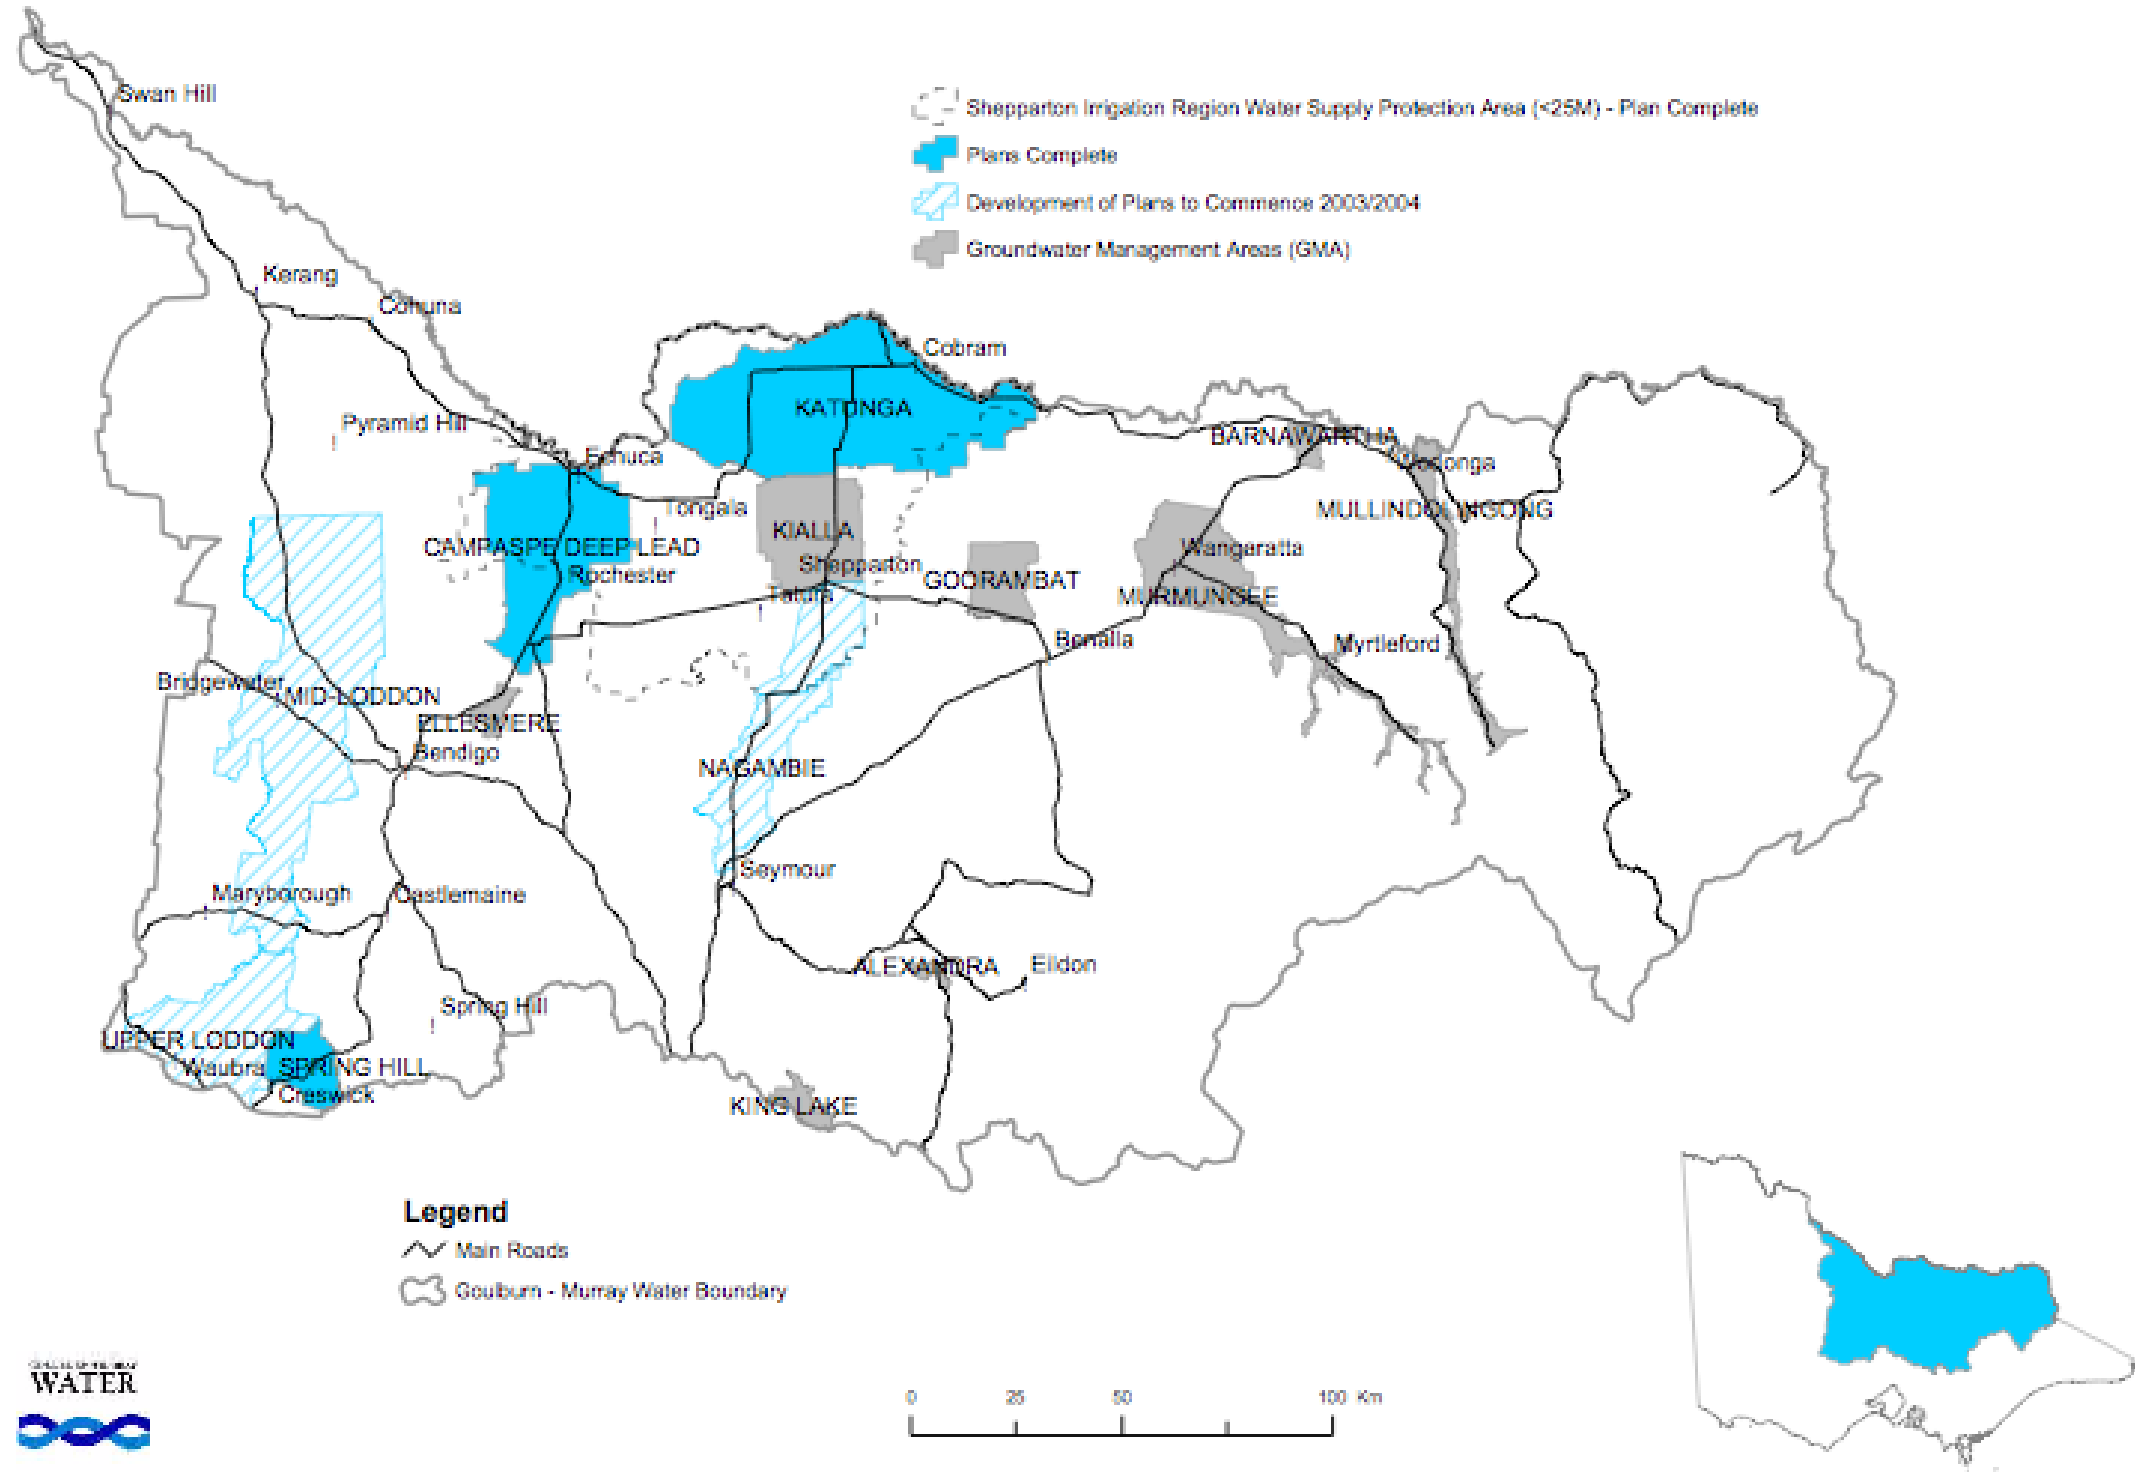 Swan Hill
Shepparton Irrigation Region Water Supply Protection Area (<25M) - Plan Complete
Plans Complete
Development of Plans to Commence 2003/2004
Groundwater Management Areas (GMA)
Kerang
Cohuna
Cobram
KATUNGA
Pyramid Hill
BARNAWARTHA
Echuca
Wodonga
Tongala
MULLINDOLINGONG
KIALLA
CAMPASPE DEEP LEAD
Wangaratta
Shepparton
Rochester
GOORAMBAT
Tatura
MURMUNGEE
Benalla
Myrtleford
Bridgewater
MID-LODDON
ELLESMERE
Bendigo
NAGAMBIE
Seymour
Maryborough
Castlemaine
ALEXANDRA
Eildon
Spring Hill
UPPER LODDON
Waubra
SPRING HILL
Creswick
KING LAKE
Legend
Main Roads
Goulburn - Murray Water Boundary
WATER
0 25 50 100 Km